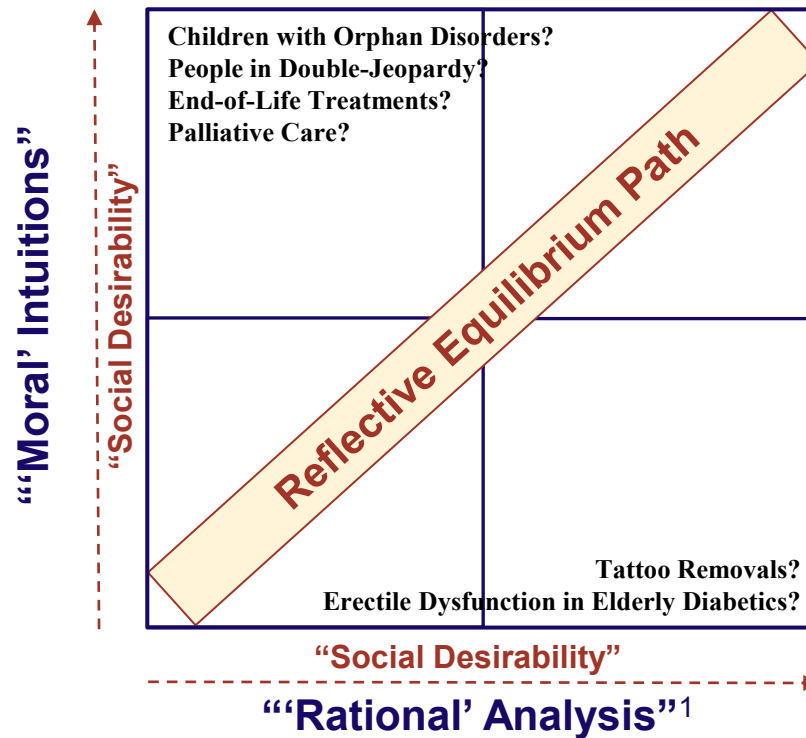 Children with Orphan Disorders?
People in Double-Jeopardy?
End-of-Life Treatments?
Palliative Care?
“‘Moral’ Intuitions”
“Social Desirability”
Reflective Equilibrium Path
Tattoo Removals?
Erectile Dysfunction in Elderly Diabetics?
“Social Desirability”
“‘Rational’ Analysis”1